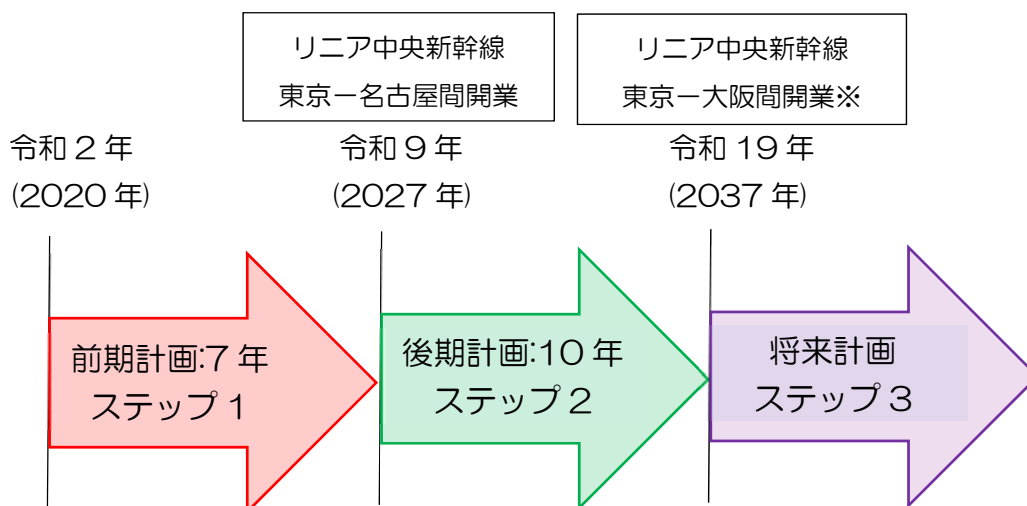 リニア中央新幹線
東京ー名古屋間開業
リニア中央新幹線
東京ー大阪間開業※
令和2年
(2020年)
令和9年
(2027年)
令和19年
(2037年)
前期計画:7年
ステップ1
後期計画:10年
ステップ2
将来計画
ステップ3